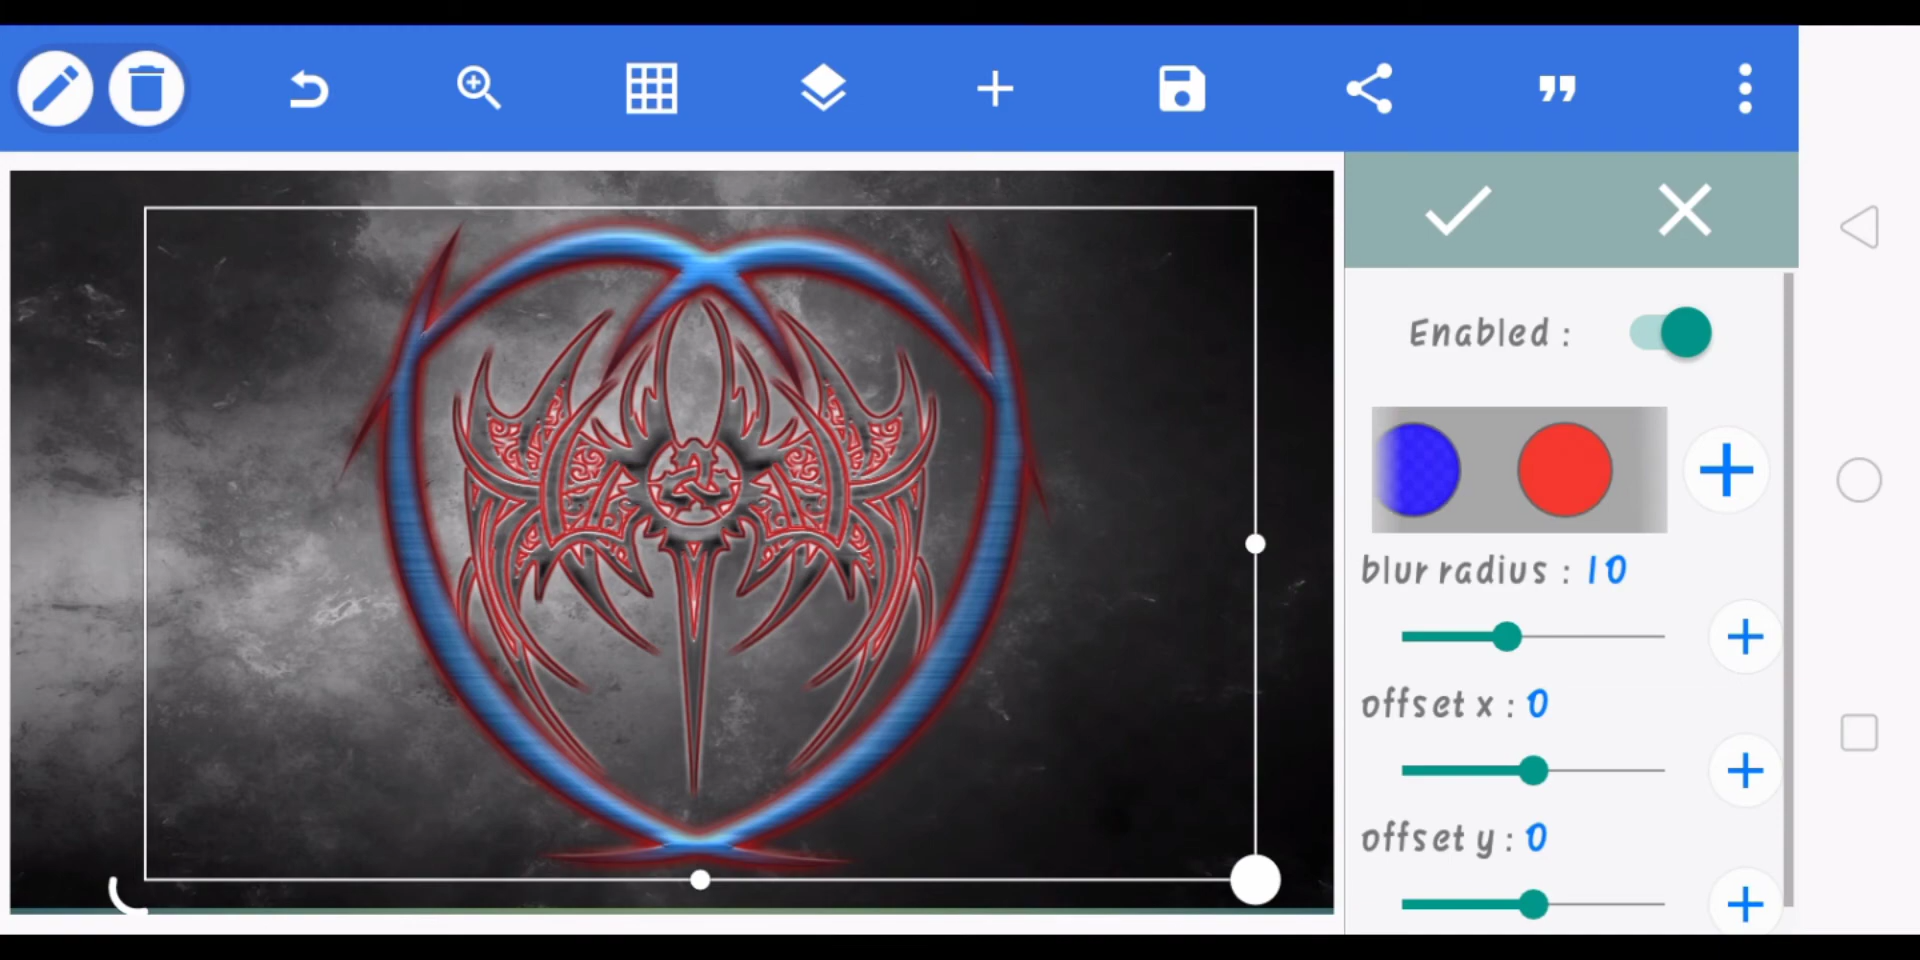 Enabled :
blur radius : 10
offset x : 0
offset y : 0